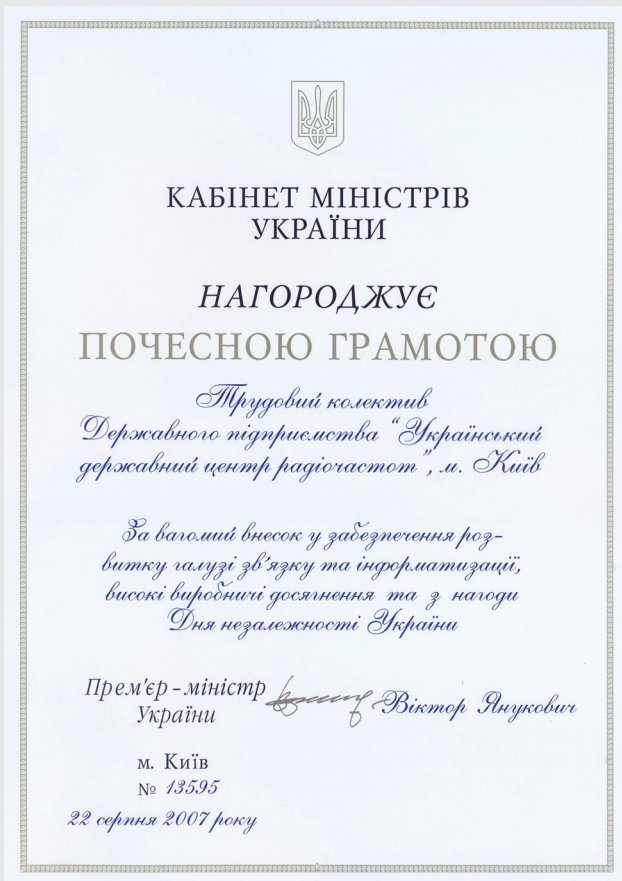 КАБІНЕТ МІНІСТРІВ
УКРАЇНИ
НАГОРОДЖУЄ
ПОЧЕСНОЮ ГРАМОТОЮ
Трудовий колектив
Державного підприємства “Український
державний центр радіочастот”, м. Київ
За вагомий внесок у забезпечення роз-
витку галузі зв’язку та інформатизації,
високі виробничі досягнення та з нагоди
Дня незалежності України
Прем’єр – міністр
України
Віктор Янукович
м. Київ
№ 13595
22 серпня 2007 року